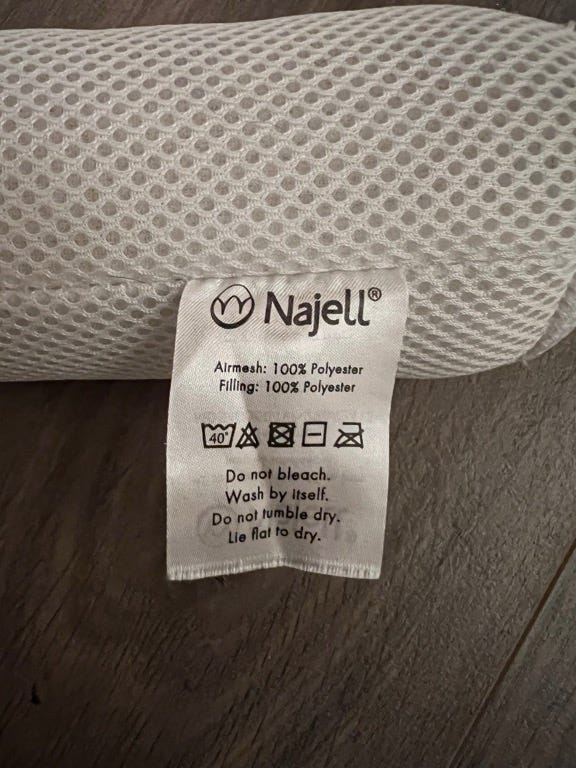 Najell®
Airmesh: 100% Polyester
Filling: 100% Polyester
40°
Do not bleach.
Wash by itself.
Do not tumble dry.
Lie flat to dry.